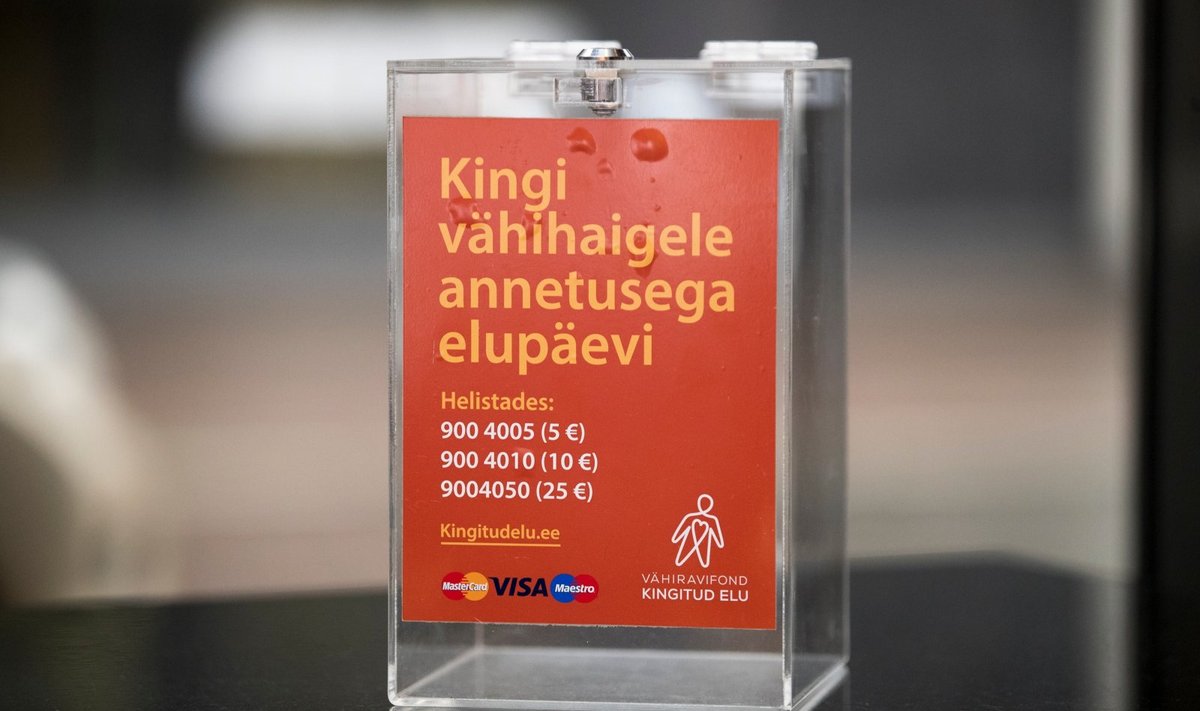 Kingi
vähihaigele
annetusega
elupäevi
Helistades:
900 4005 (5 €)
900 4010 (10 €)
9004050 (25 €)
Kingitudelu.ee
MasterCard VISA Maestro
VÄHIRAVIFOND
KINGITUD ELU